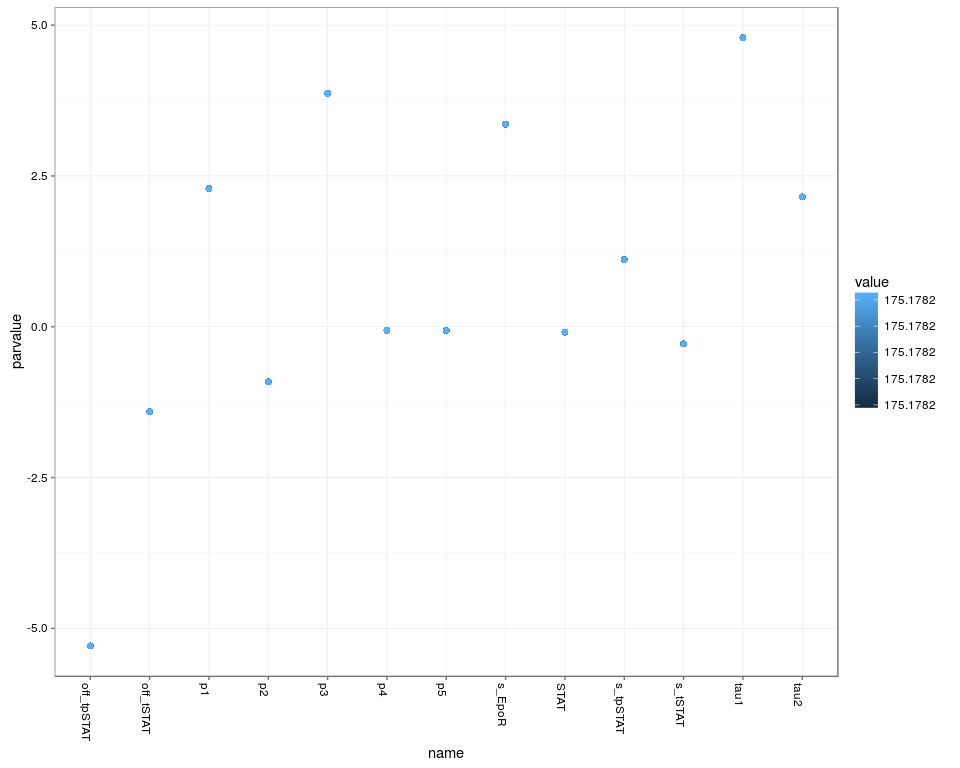 5.0
2.5
0.0
-2.5
-5.0
parvalue
off_tpSTAT
off_tSTAT
p1
p2
p3
p4
p5
s_EpoR
STAT
s_tpSTAT
s_tSTAT
tau1
tau2
name
value
175.1782
175.1782
175.1782
175.1782
175.1782